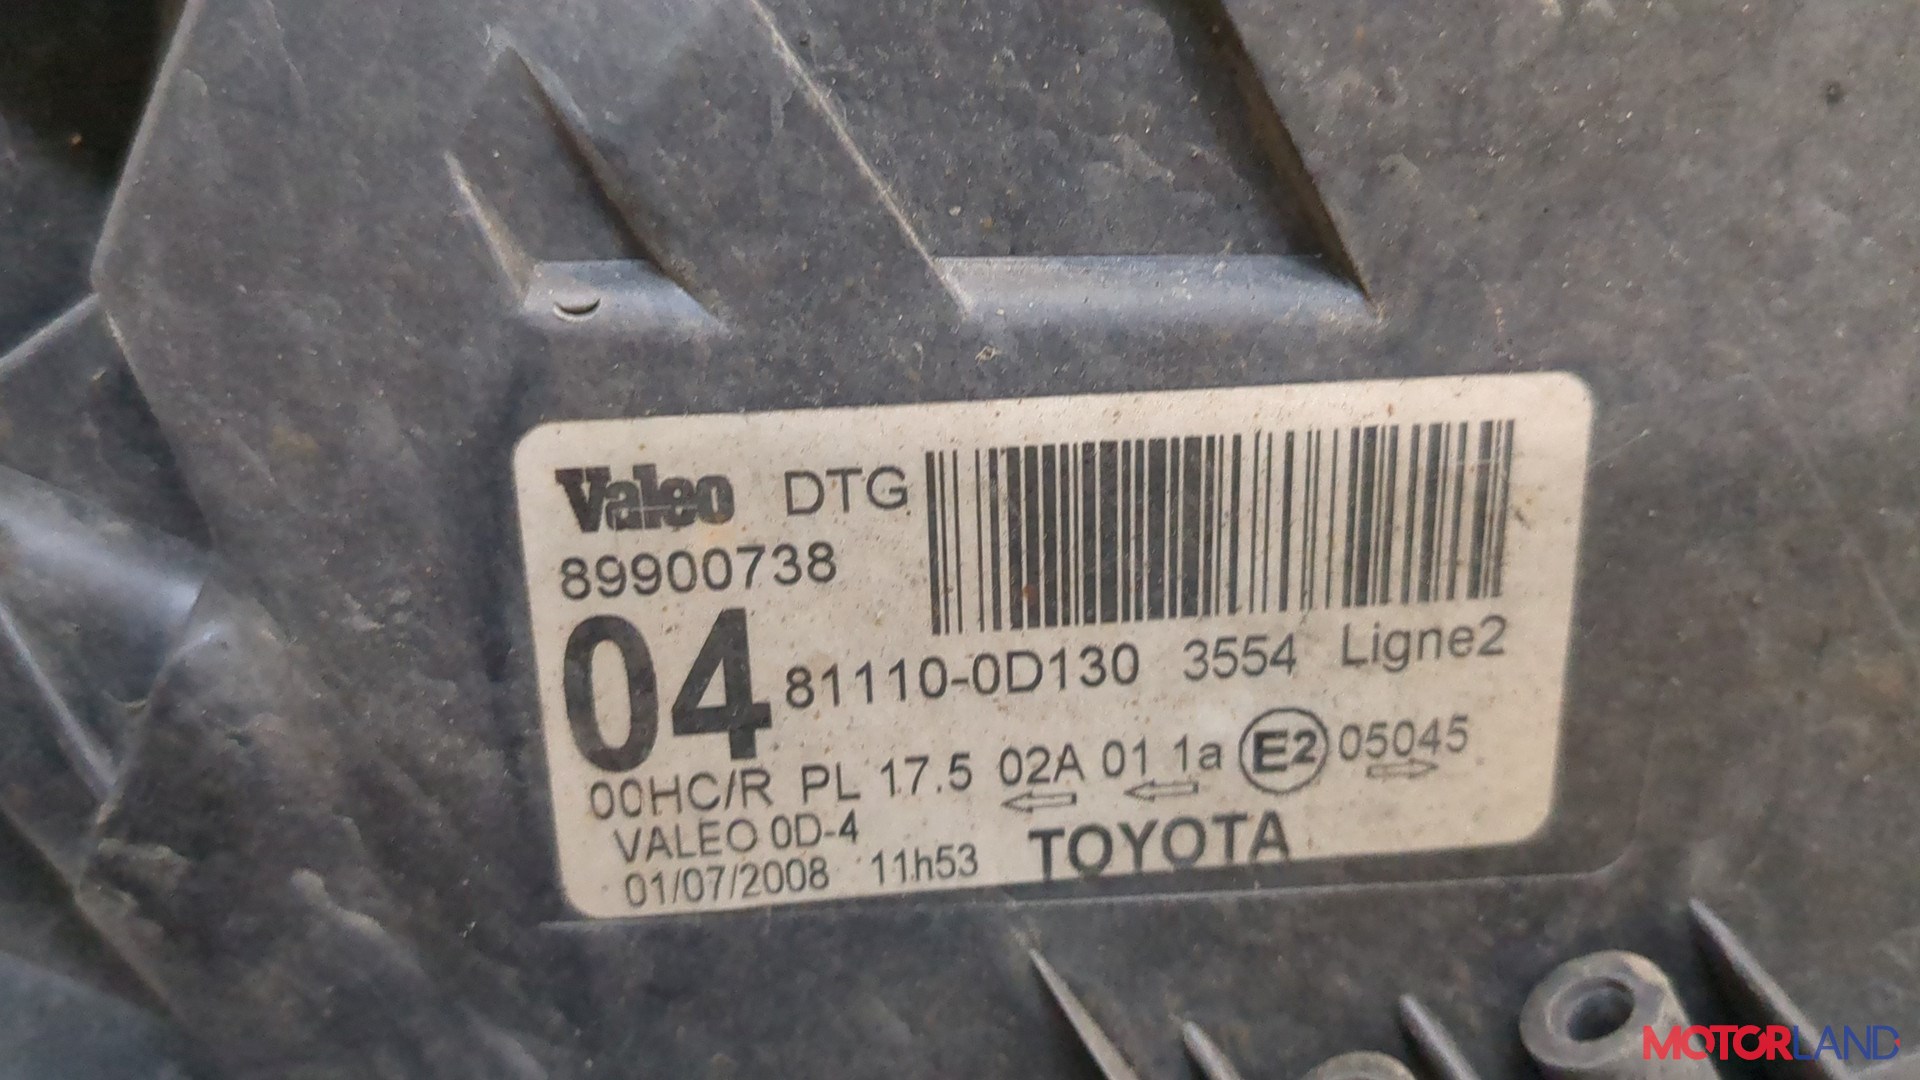 Valeo DTG
89900738
04 81110-0D130 3554 Ligne2
00HC/R PL 17.5 02A 01 1a E2 05045
VALEO 0D-4
01/07/2008 11h53 TOYOTA
MOTORLAND